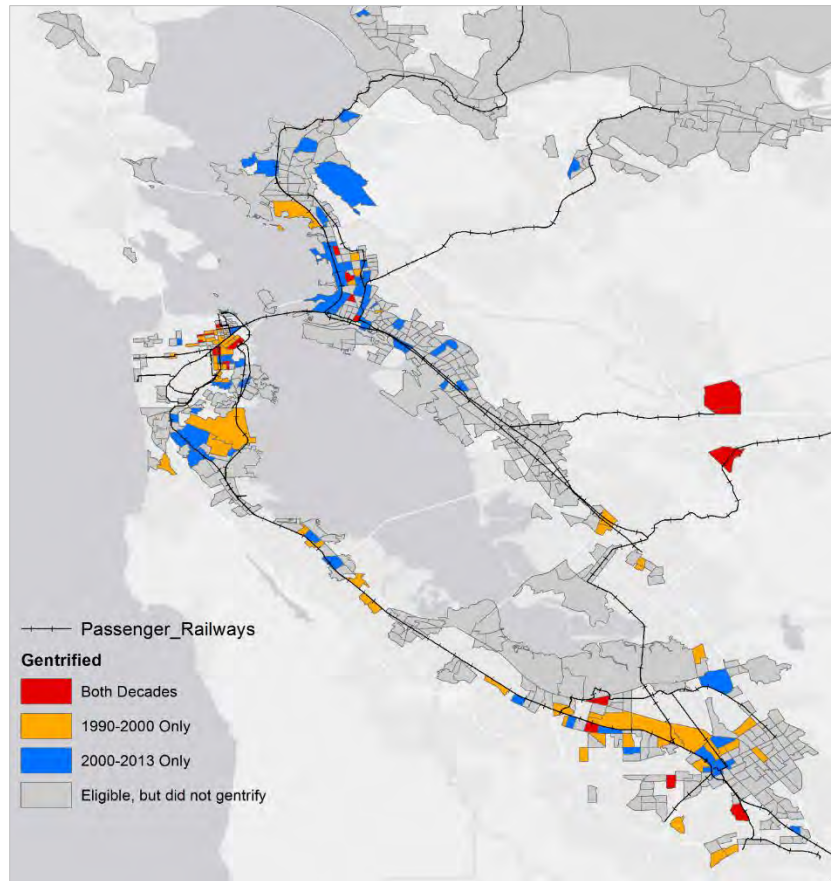 Passenger_Railways
Gentrified
Both Decades
1990-2000 Only
2000-2013 Only
Eligible, but did not gentrify